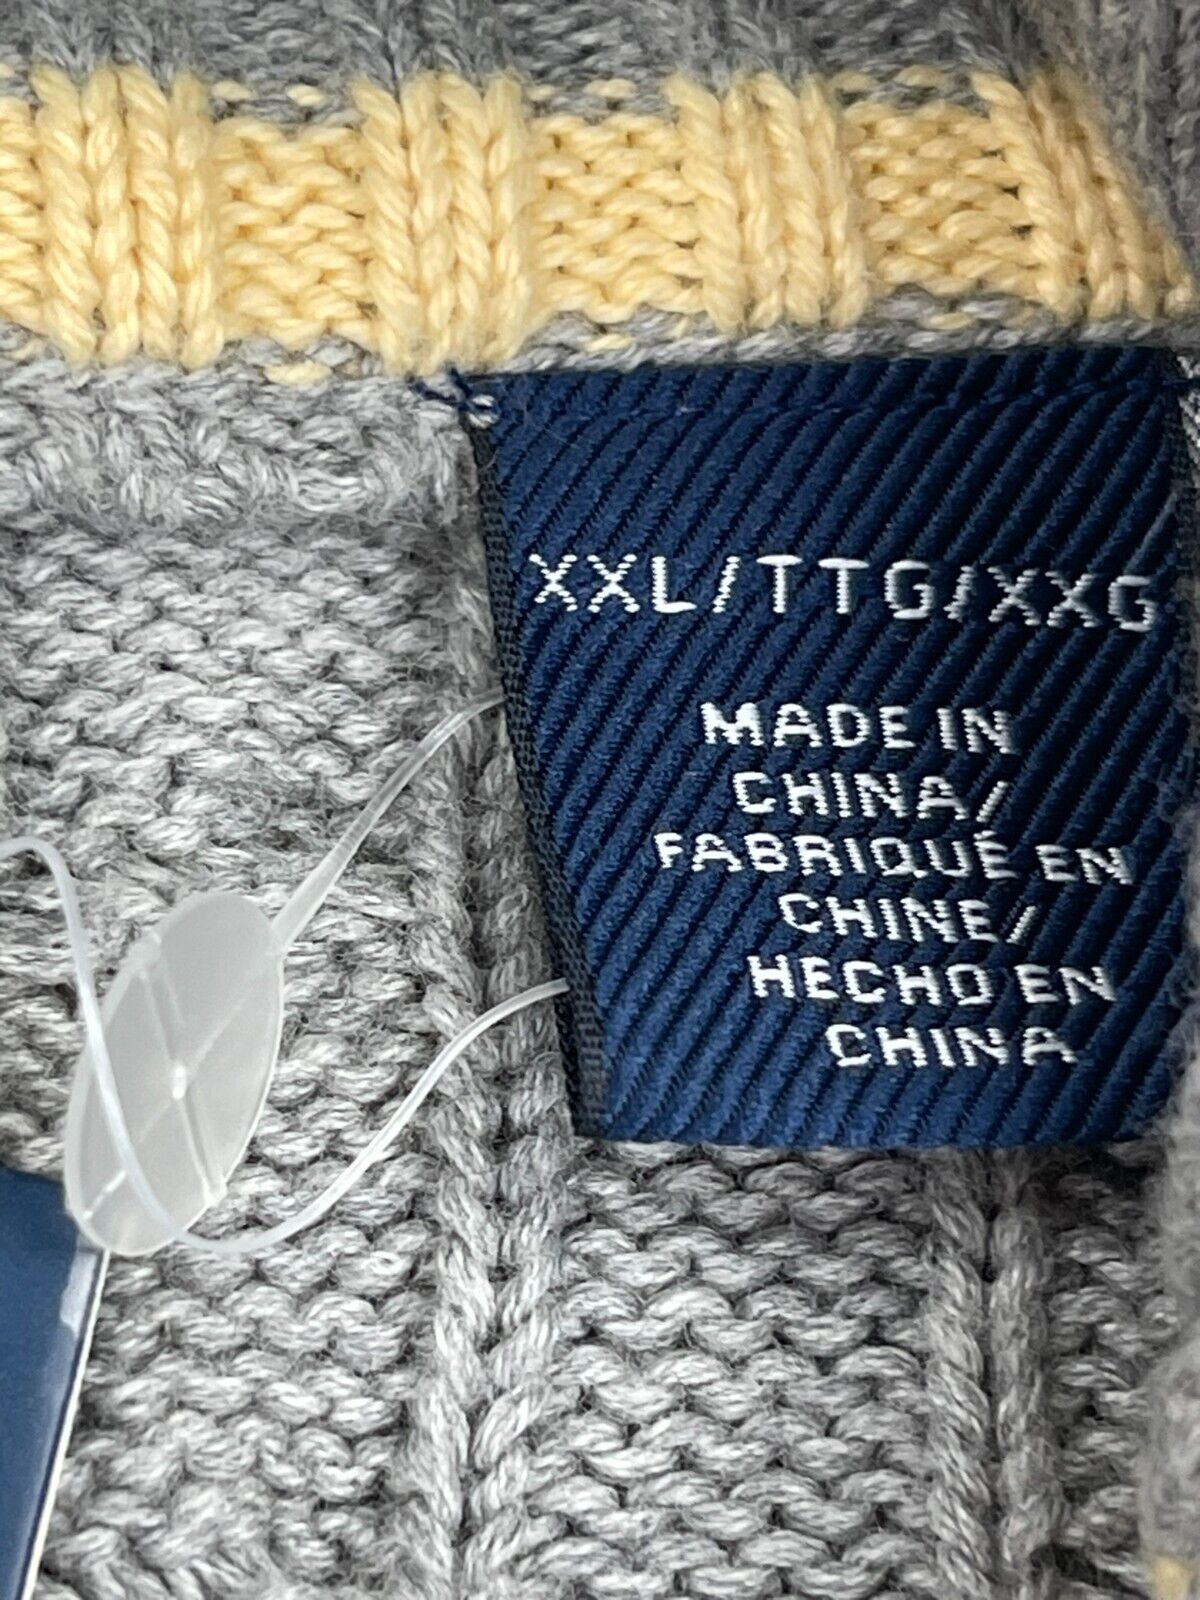 XXL/TTG/XXG
MADE IN
CHINA/
FABRIQUÉ EN
CHINE/
HECHO EN
CHINA